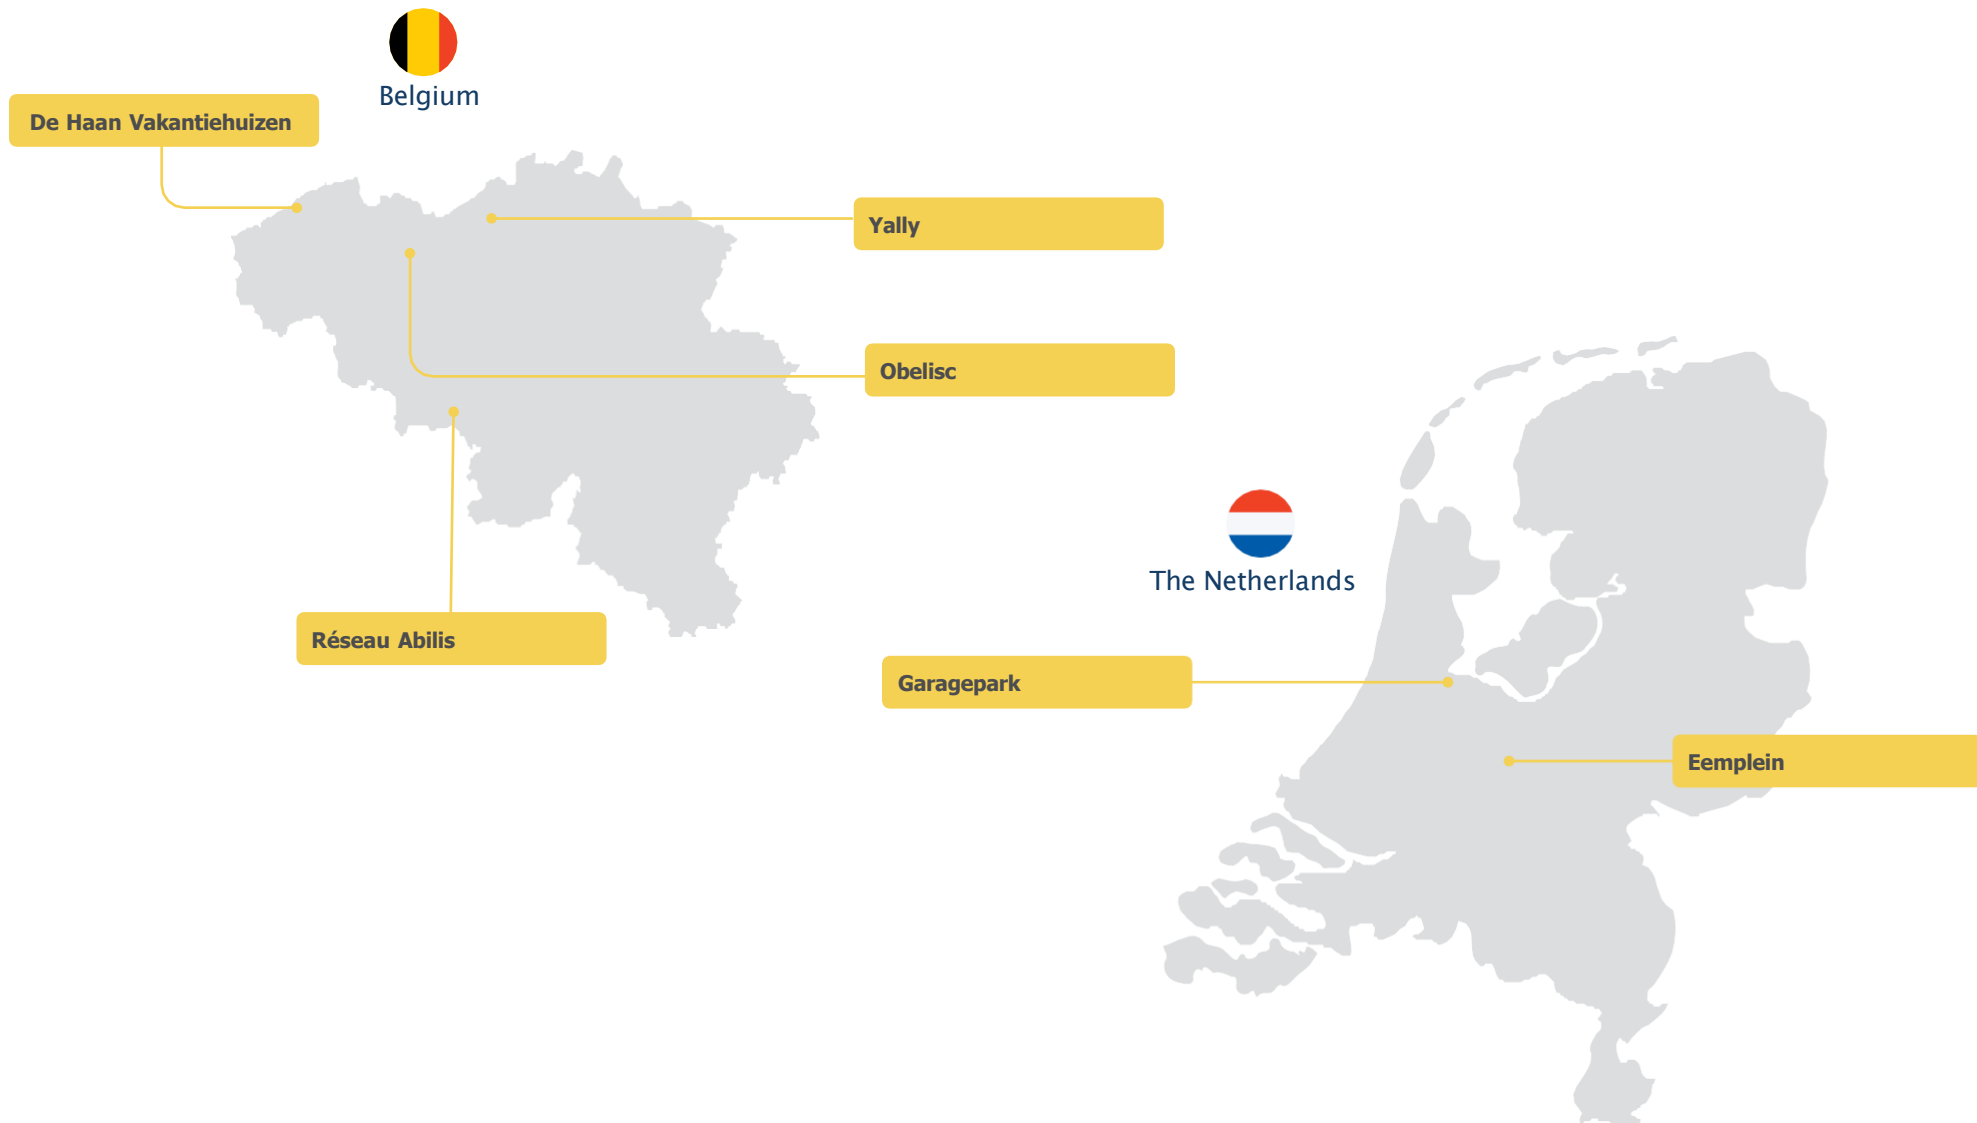 Belgium
De Haan Vakantiehuizen
Yally
Obelisc
Réseau Abilis
The Netherlands
Garagepark
Eemplein